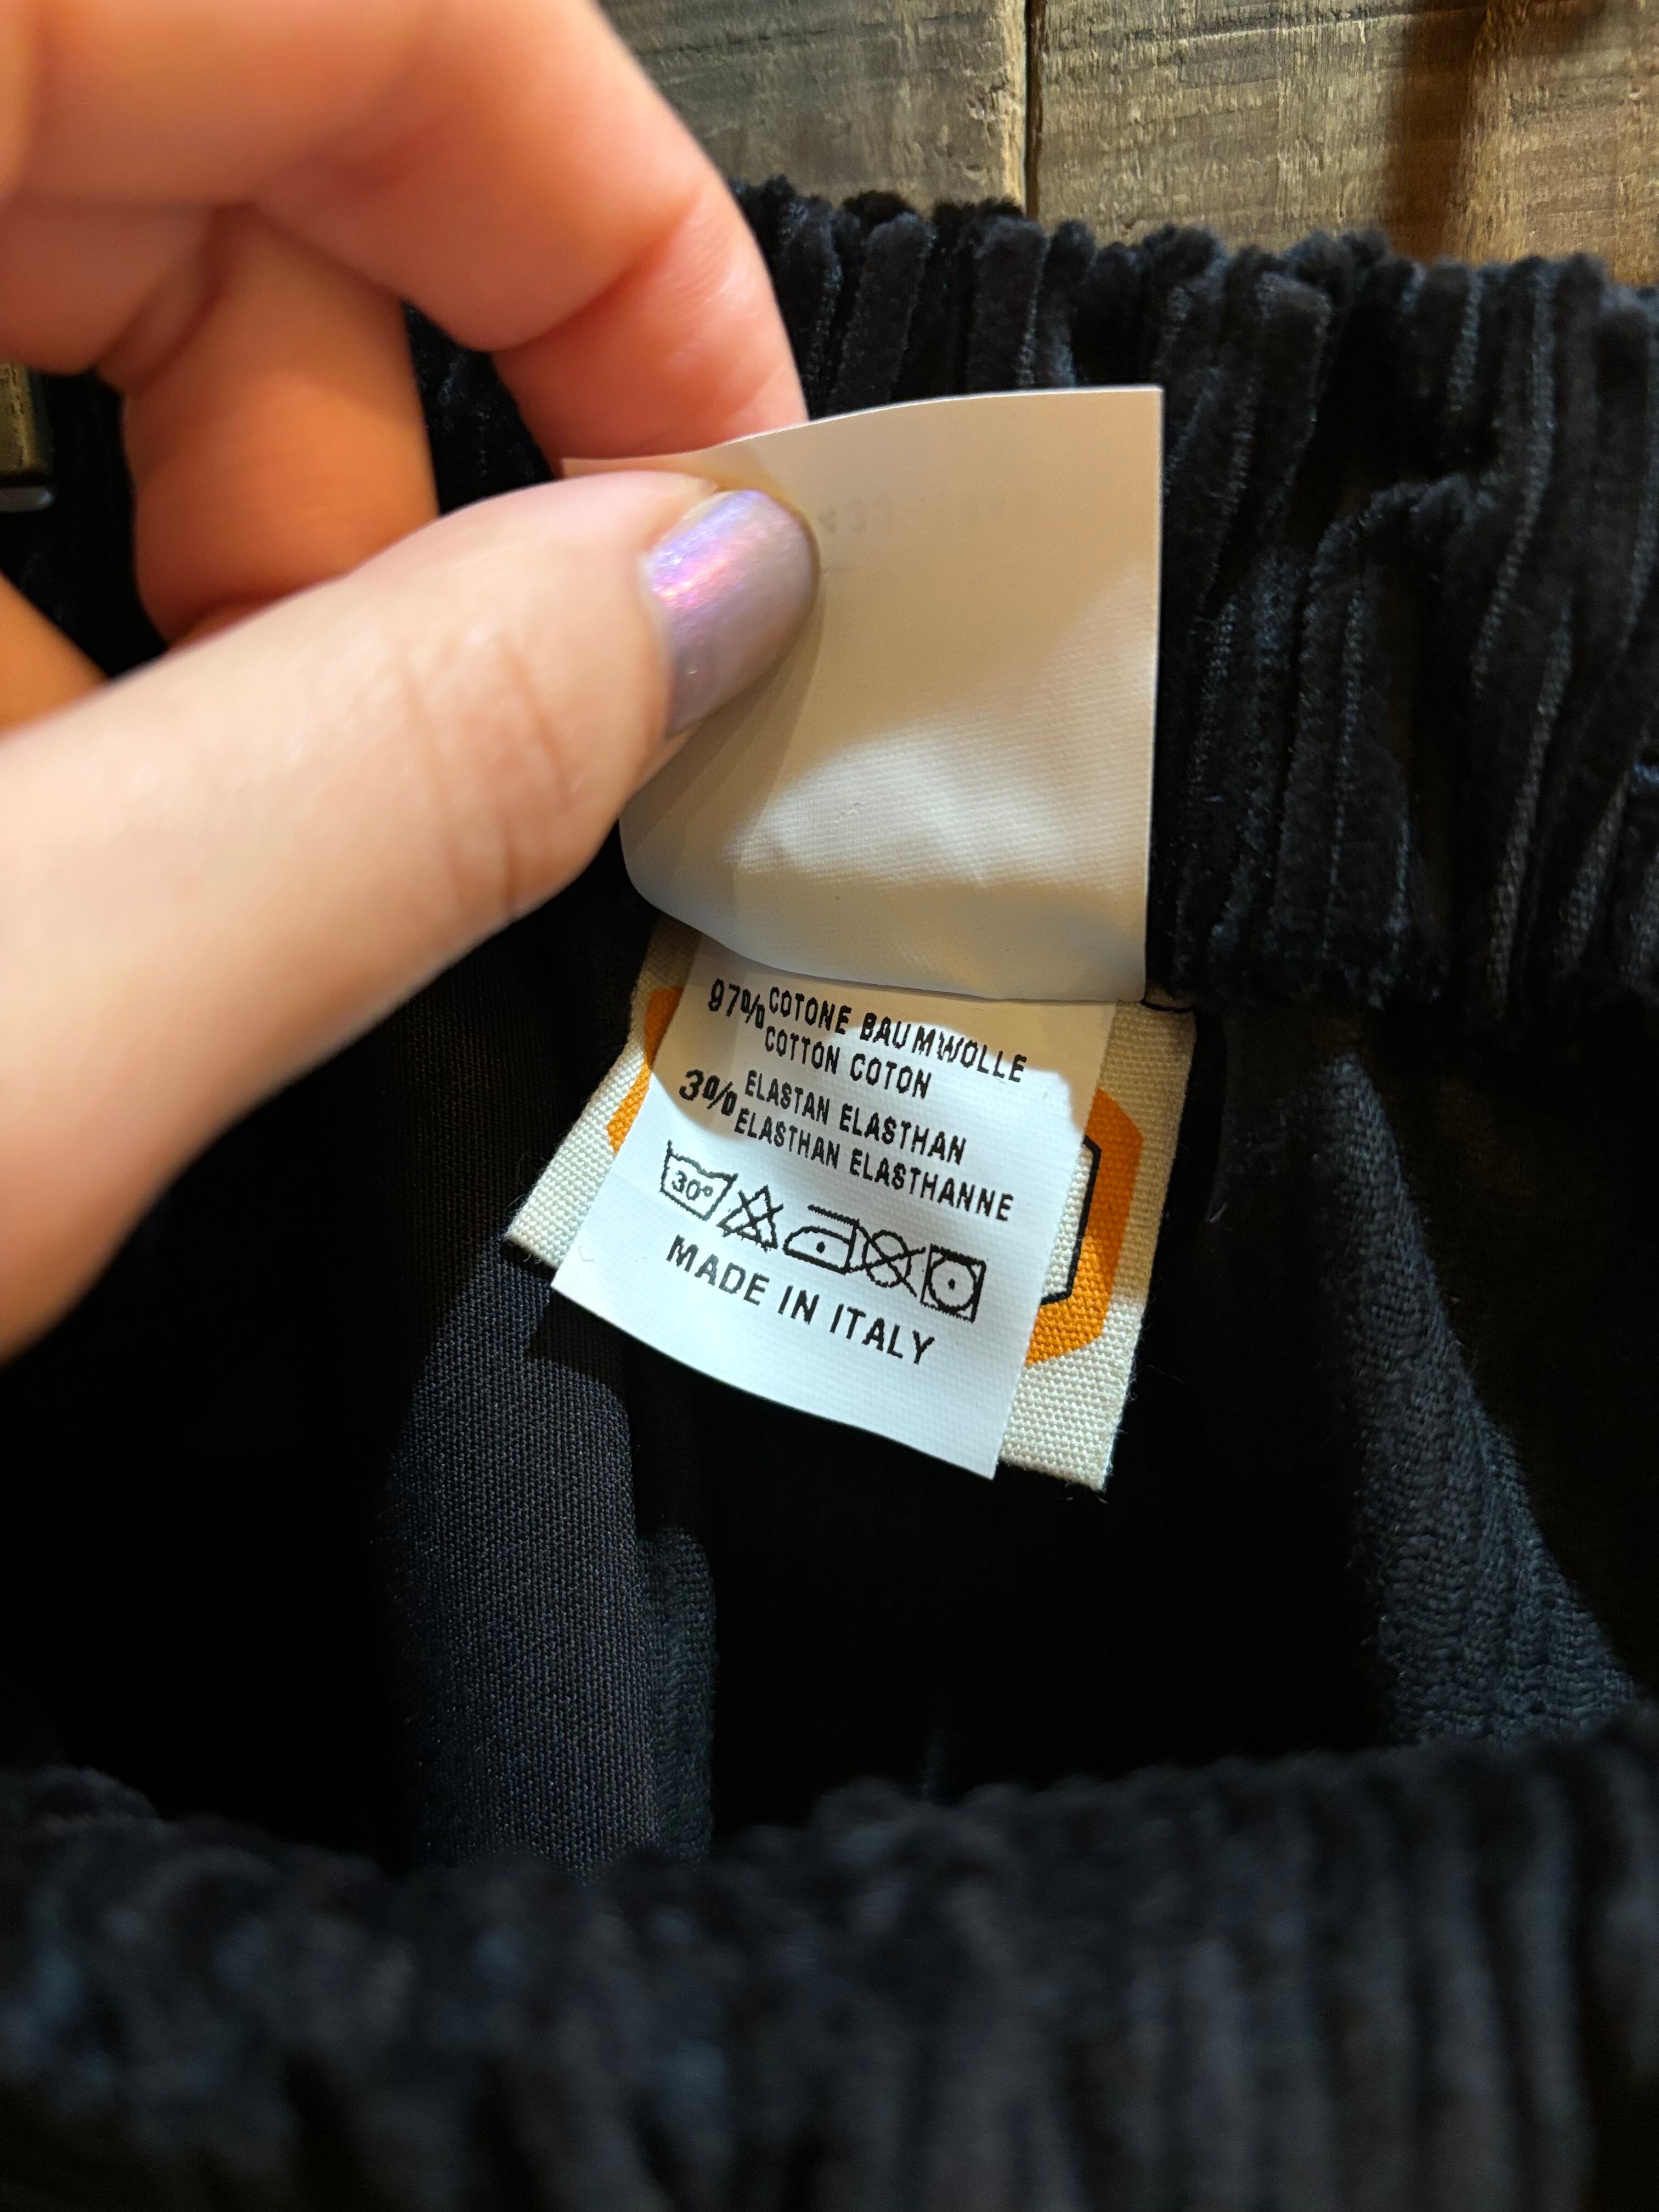 97% COTONE BAUMWOLLE
COTTON COTON
3% ELASTAN ELASTHAN
ELASTHAN ELASTHANNE
30°
MADE IN ITALY